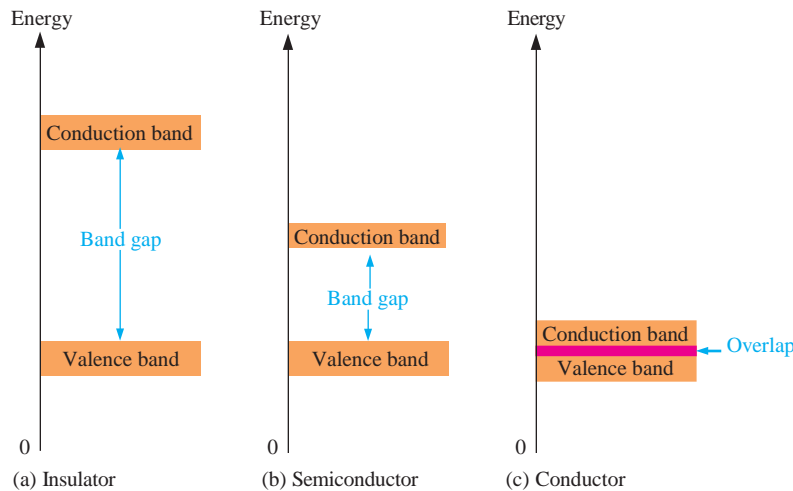 Energy
Conduction band
Band gap
Valence band
0
(a) Insulator
Energy
Conduction band
Band gap
Valence band
0
(b) Semiconductor
Energy
Conduction band
Overlap
Valence band
0
(c) Conductor